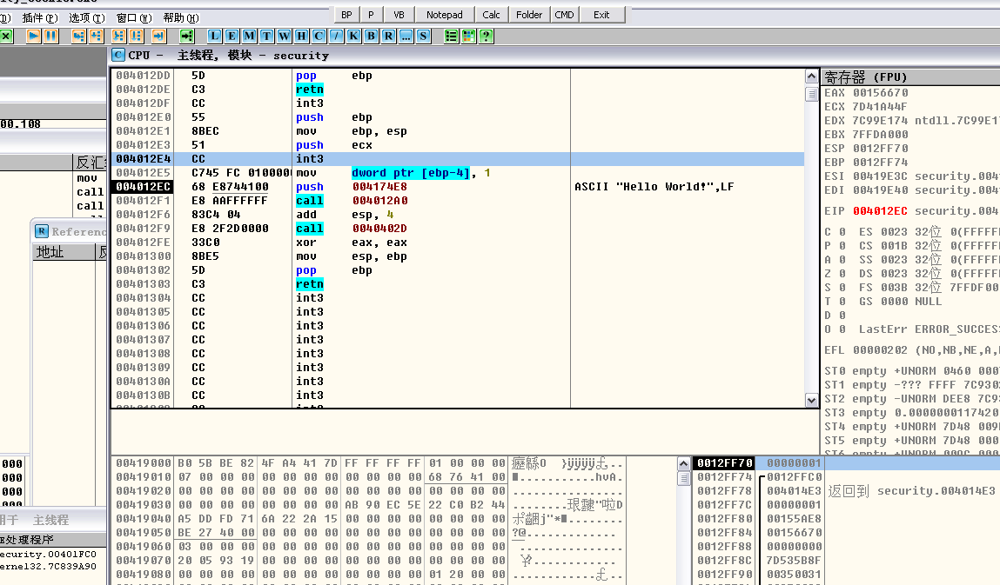 插件(P) 选项(T) 窗口(W) 帮助(H) BP P VB Notepad Calc Folder CMD Exit
L E M T W H C / K B R ... S ?
C CPU - 主线程, 模块 - security
004012DD 5D pop ebp
004012DE C3 retn
004012DF CC int3
004012E0 55 push ebp
004012E1 8BEC mov ebp, esp
004012E3 51 push ecx
004012E4 CC int3
004012E5 C745 FC 0100000 mov dword ptr [ebp-4], 1
004012EC 68 E8744100 push 004174E8 ASCII "Hello World!",LF
004012F1 E8 AAFFFFFF call 004012A0
004012F6 83C4 04 add esp, 4
004012F9 E8 2F2D0000 call 0040402D
004012FE 33C0 xor eax, eax
00401300 8BE5 mov esp, ebp
00401302 5D pop ebp
00401303 C3 retn
00401304 CC int3
00401305 CC int3
00401306 CC int3
00401307 CC int3
00401308 CC int3
00401309 CC int3
0040130A CC int3
0040130B CC int3
寄存器 (FPU)
EAX 00156670
ECX 7D41A44F
EDX 7C99E174 ntdll.7C99E1
EBX 7FFDA000
ESP 0012FF70
EBP 0012FF74
ESI 00419E3C security.004
EDI 00419E40 security.004
EIP 004012EC security.004
C 0 ES 0023 32位 0(FFFFFF
P 0 CS 001B 32位 0(FFFFFF
A 0 SS 0023 32位 0(FFFFFF
Z 0 DS 0023 32位 0(FFFFFF
S 0 FS 003B 32位 7FFDF00
T 0 GS 0000 NULL
D 0
O 0 LastErr ERROR_SUCCES
EFL 00000202 (NO,NB,NE,A,
ST0 empty +UNORM 0460 000
ST1 empty -??? FFFF 7C930
ST2 empty -UNORM DEE8 7C9
ST3 empty 0.0000000117420
ST4 empty +UNORM 7D48 009
ST5 empty +UNORM 7D48 000
00.108
mov
call
call
R Referenc
地址
000
000
000
用于 主线程
处理程序
ecurity.00401FC0
ernel32.7C839A90
00419000 B0 5B BE 82 4F A4 41 7D FF FF FF FF 01 00 00 00
00419010 07 00 00 00 00 00 00 00 00 00 00 00 68 76 41 00 hvA.
00419020 00 00 00 00 00 00 00 00 00 00 00 00 00 00 00 00 ................
00419030 00 00 00 00 00 00 00 00 AB 90 EC 5E 22 C0 B2 44
00419040 A5 DD FD 71 6A 22 2A 15 00 00 00 00 00 00 00 00
00419050 BE 27 40 00 00 00 00 00 00 00 00 00 00 00 00 00
00419060 03 00 00 00 00 00 00 00 00 00 00 00 00 00 00 00
00419070 20 05 93 19 00 00 00 00 00 00 00 00 00 00 00 00
00419080 00 00 00 00 00 00 00 00 00 00 00 00 01 20 00 00
0012FF70 00000001
0012FF74 0012FFC0
0012FF78 004014E3 返回到 security.004014E3
0012FF7C 00000001
0012FF80 00155AE8
0012FF84 00156670
0012FF88 00000000
0012FF8C 7D535B8F
0012FF90 00350031